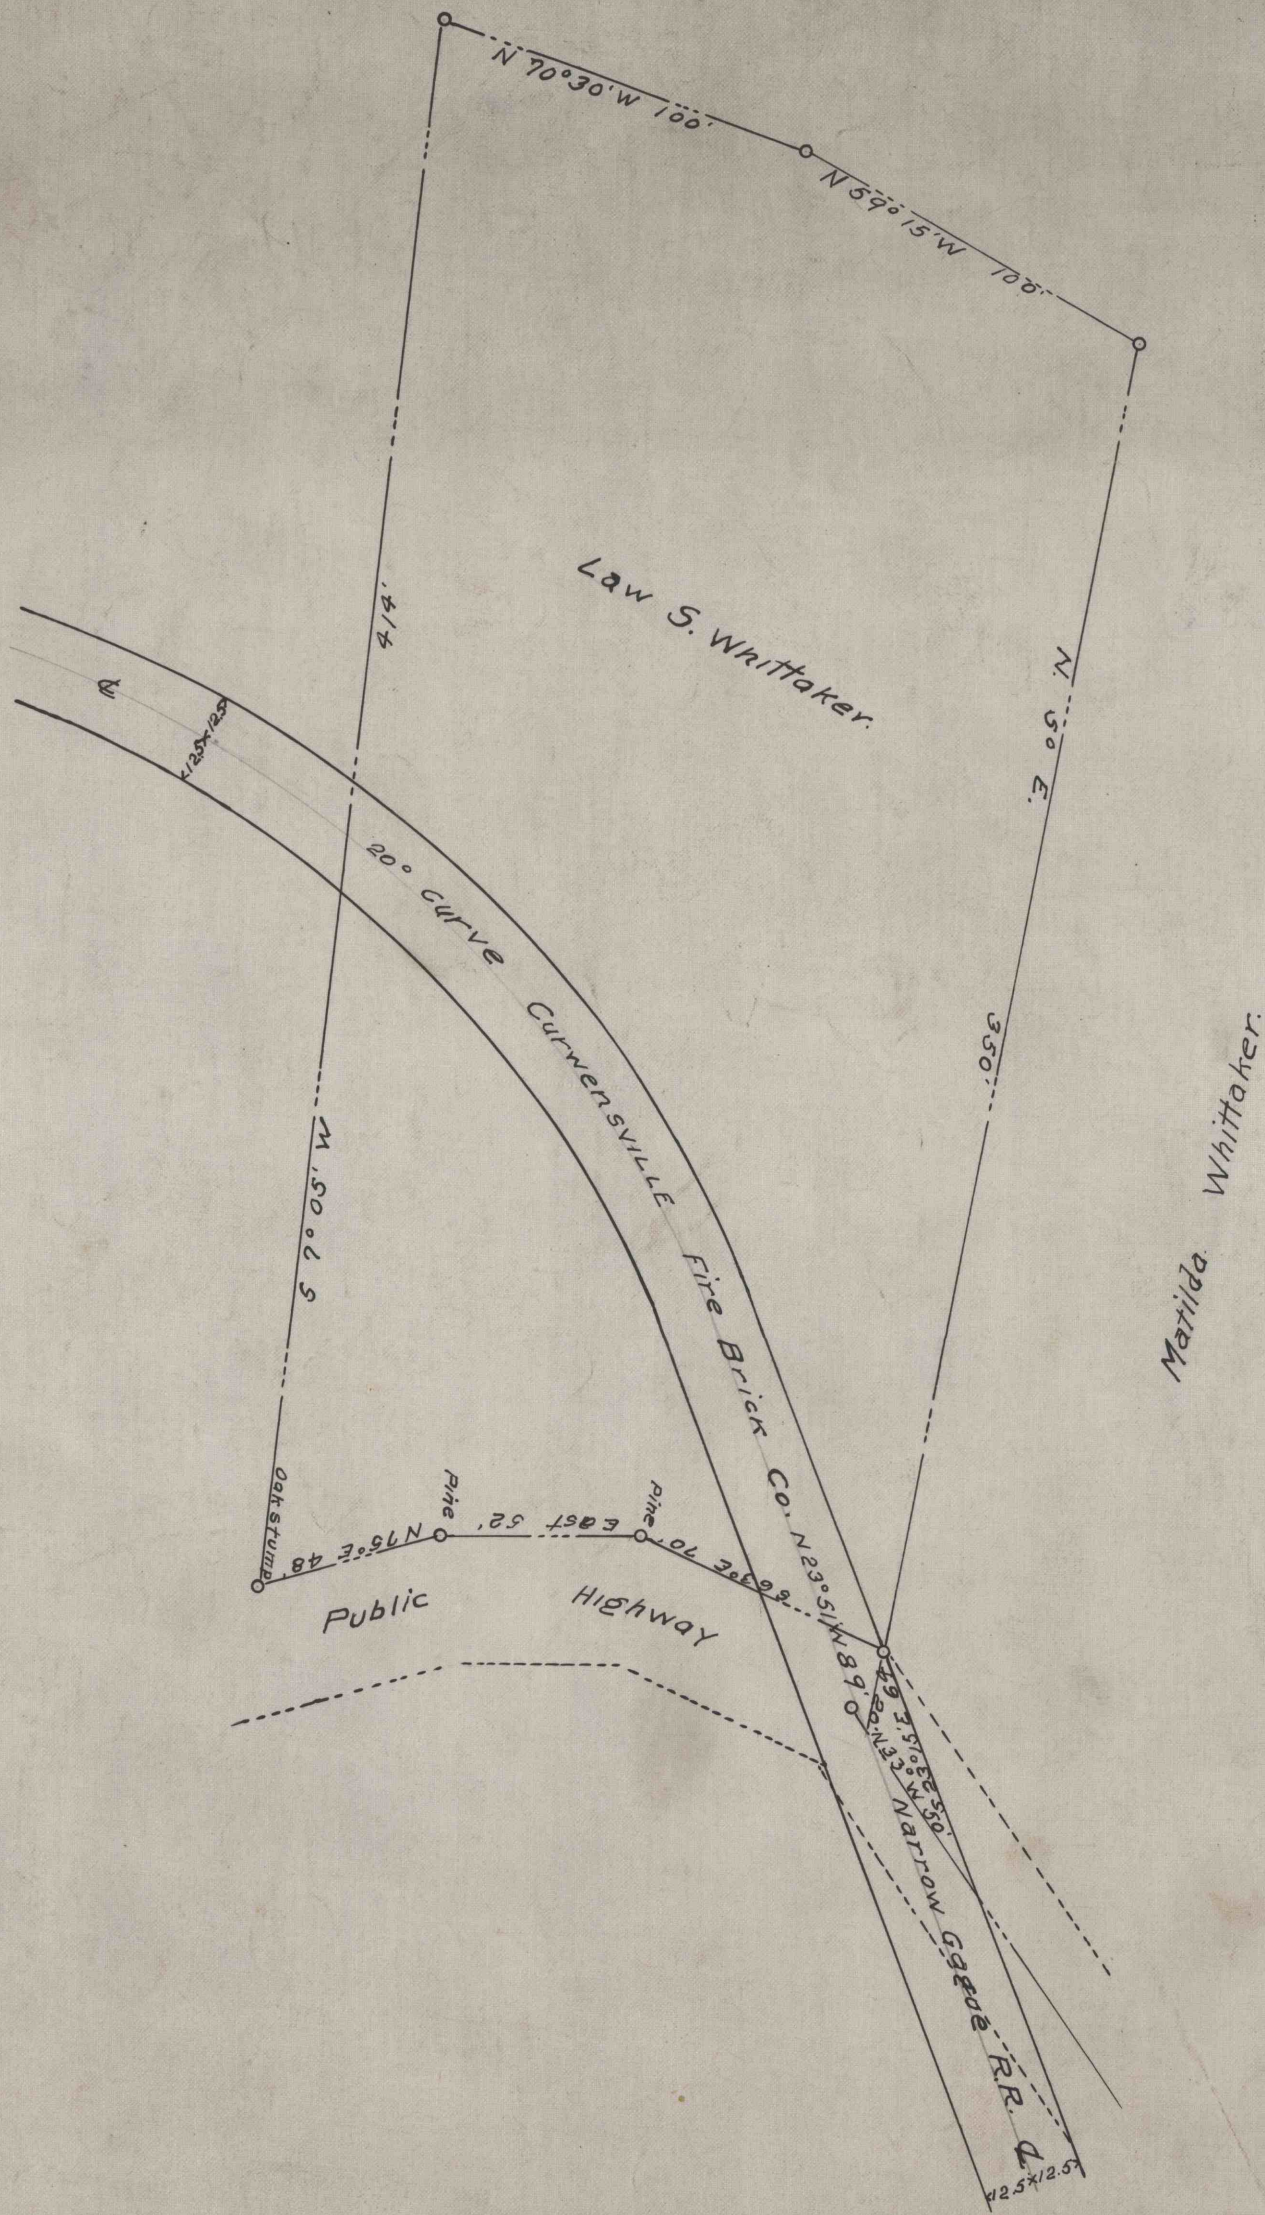 N 70°30'W 100'
N 59°15'W 100'
414'
Law S. Whittaker.
N. 5° E.
350'
℄
12.5 × 12.5
20° Curve
Curwensville Fire Brick Co. N 23°51'W
Narrow Gague R.R. ℄
Matilda Whittaker.
S 7°05' W
Oak stump
N 75°E 48'
Pine
East 52'
Pine
63°E 70'
Public Highway
89'
12.5 × 12.5